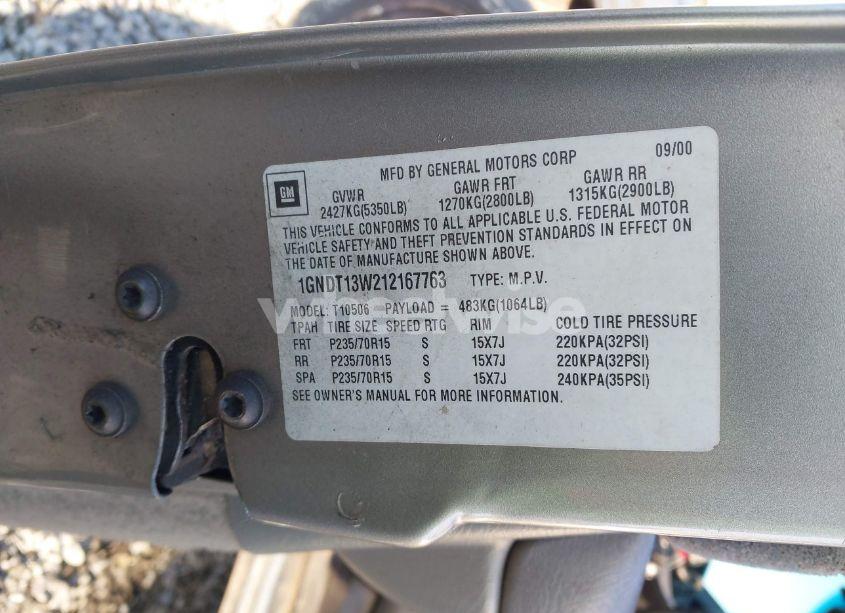 MFD BY GENERAL MOTORS CORP 09/00
GM
GVWR GAWR FRT GAWR RR
2427KG(5350LB) 1270KG(2800LB) 1315KG(2900LB)
THIS VEHICLE CONFORMS TO ALL APPLICABLE U.S. FEDERAL MOTOR
VEHICLE SAFETY AND THEFT PREVENTION STANDARDS IN EFFECT ON
THE DATE OF MANUFACTURE SHOWN ABOVE.
1GNDT13W212167763 TYPE: M.P.V.
wheelwise
MODEL: T10506 PAYLOAD = 483KG(1064LB)
TPAH TIRE SIZE SPEED RTG RIM COLD TIRE PRESSURE
FRT P235/70R15 S 15X7J 220KPA(32PSI)
RR P235/70R15 S 15X7J 220KPA(32PSI)
SPA P235/70R15 S 15X7J 240KPA(35PSI)
SEE OWNER'S MANUAL FOR MORE INFORMATION.